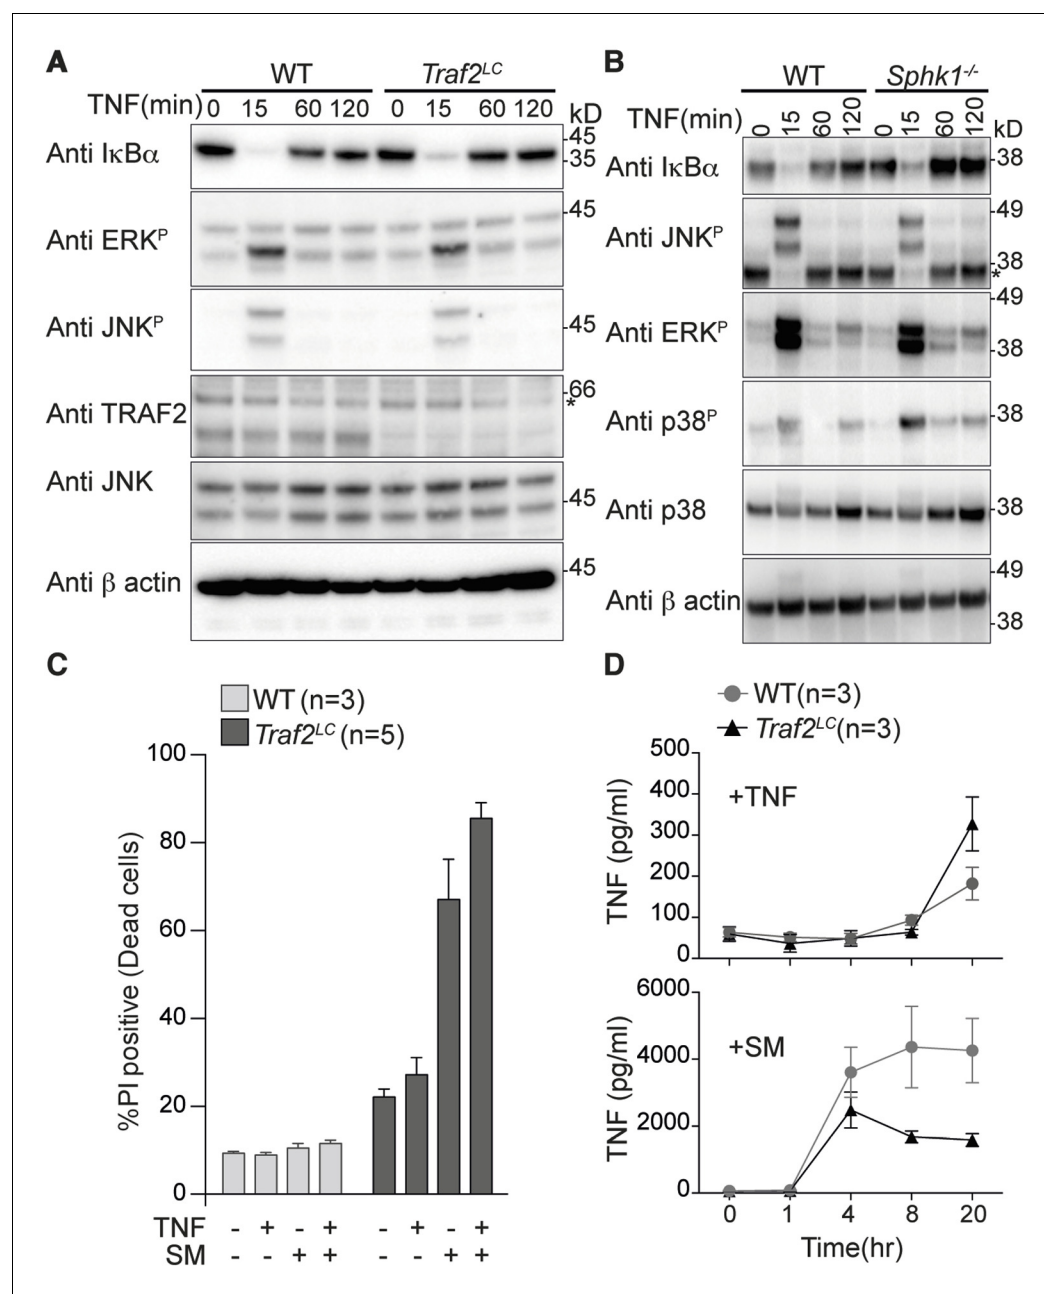 A
WT Traf2LC
TNF(min) 0 15 60 120 0 15 60 120 kD
Anti IκBα 45
35
Anti ERKP 45
Anti JNKP 45
Anti TRAF2 66
*
Anti JNK 45
Anti β actin 45
B
WT Sphk1-/-
TNF(min) 0 15 60 120 0 15 60 120 kD
Anti IκBα 38
Anti JNKP 49
38
*
Anti ERKP 49
38
Anti p38P 38
Anti p38 38
Anti β actin 49
38
C
WT (n=3)
Traf2LC (n=5)
%PI positive (Dead cells)
100
80
60
40
20
0
TNF - + - + - + - +
SM - - + + - - + +
D
WT(n=3)
Traf2LC(n=3)
+TNF
TNF (pg/ml)
500
400
300
200
100
0
+SM
TNF (pg/ml)
6000
4000
2000
0
0 1 4 8 20
Time(hr)